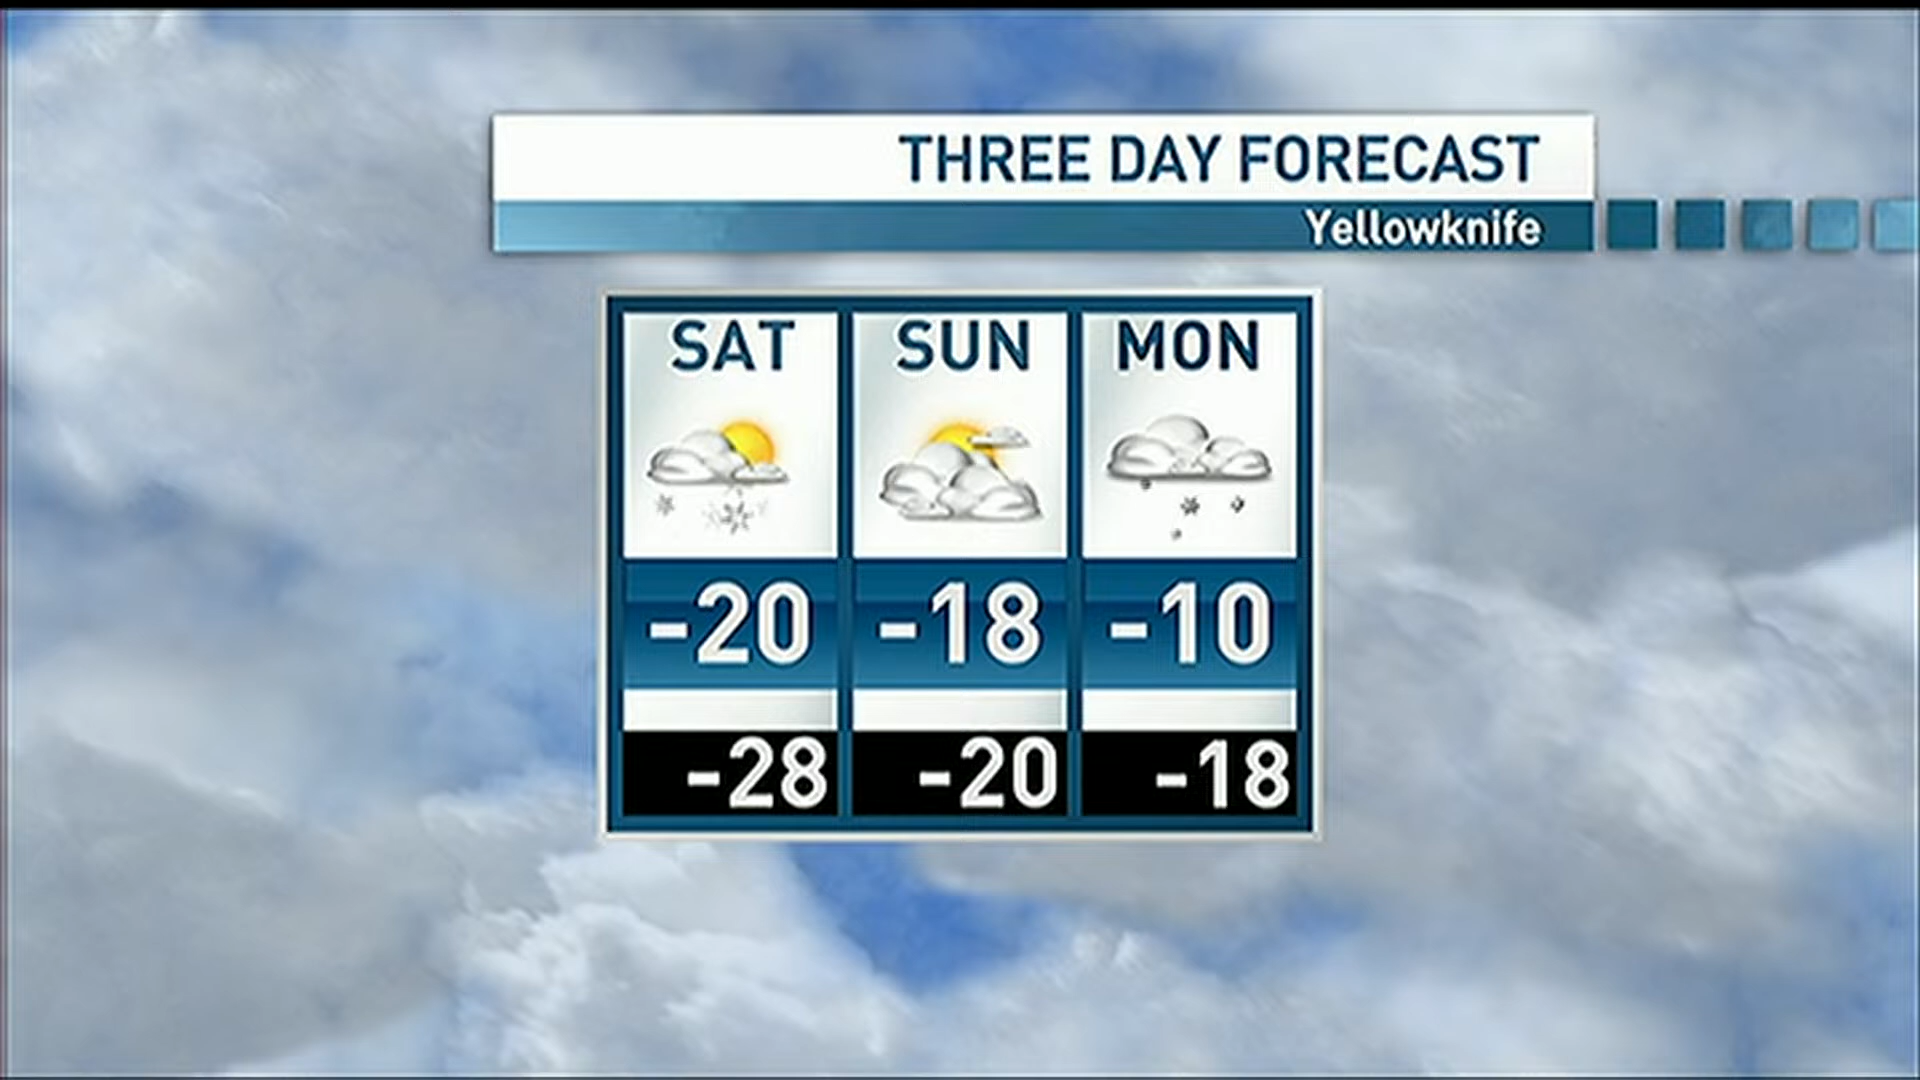 THREE DAY FORECAST
Yellowknife
SAT SUN MON
-20 -18 -10
-28 -20 -18